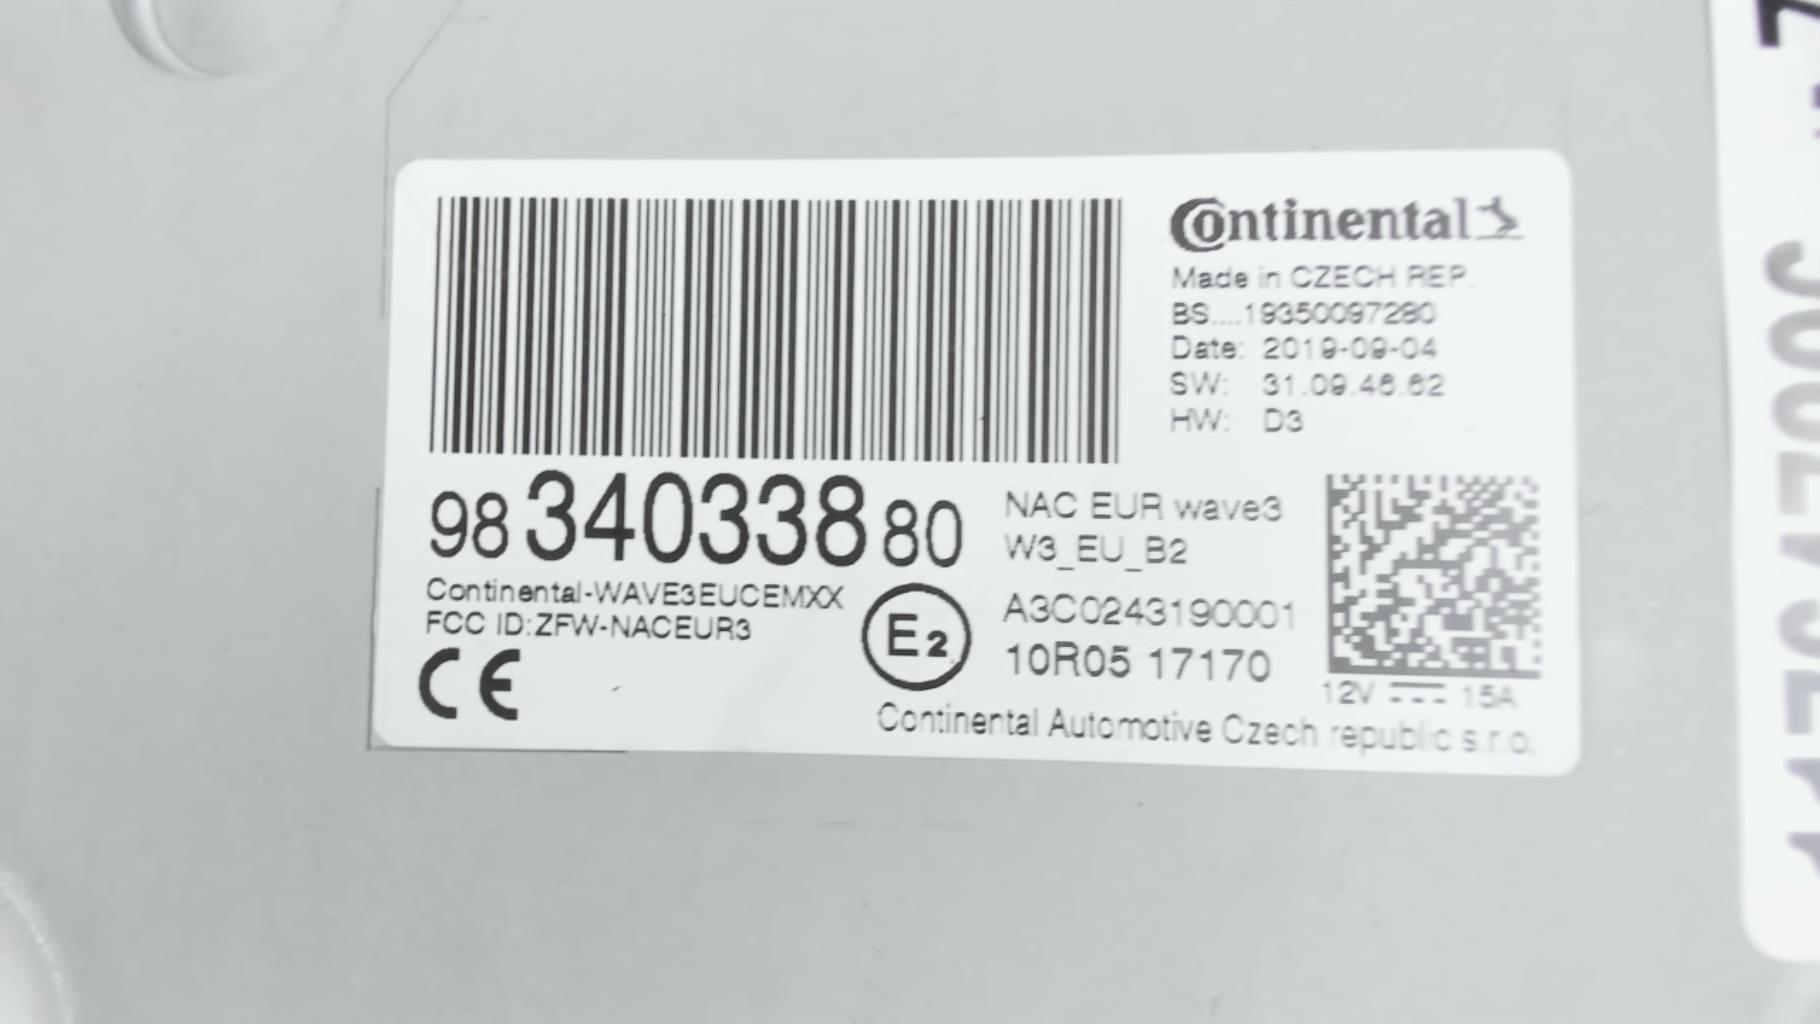 Continental
Made in CZECH REP.
BS....19350097280
Date: 2019-09-04
SW: 31.09.46.62
HW: D3
98 340338 80
NAC EUR wave3
W3_EU_B2
Continental-WAVE3EUCEMXX
FCC ID:ZFW-NACEUR3
CE
E2
A3C0243190001
10R05 17170
12V 15A
Continental Automotive Czech republic s.r.o.